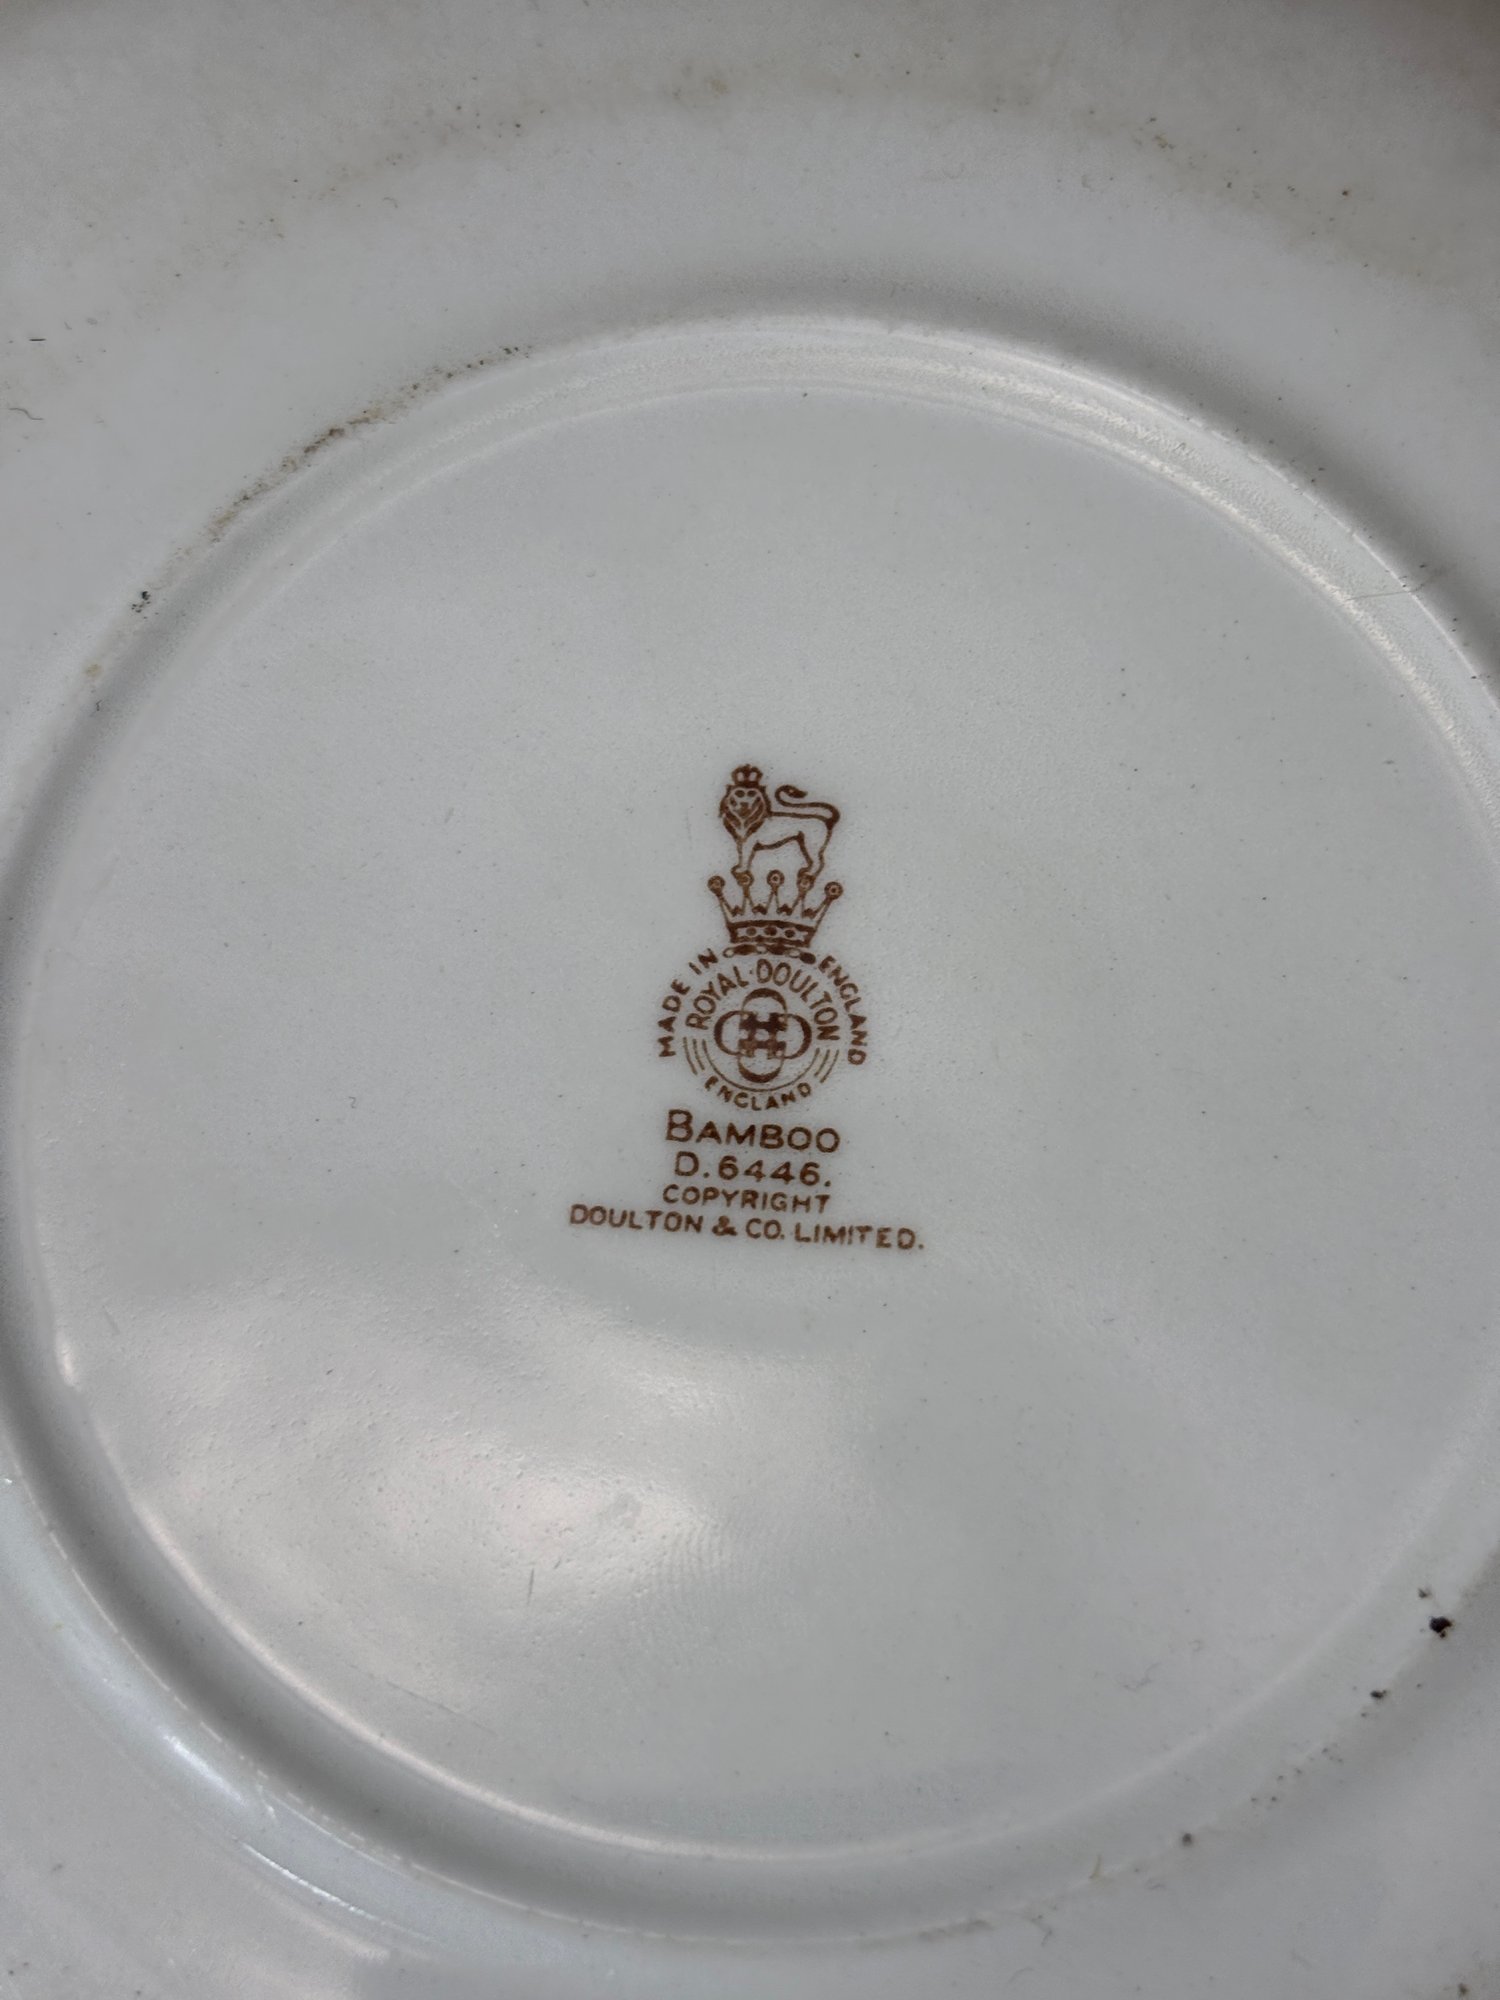 MADE IN ENGLAND
ROYAL·DOULTON
ENGLAND
BAMBOO
D.6446.
COPYRIGHT
DOULTON & CO. LIMITED.